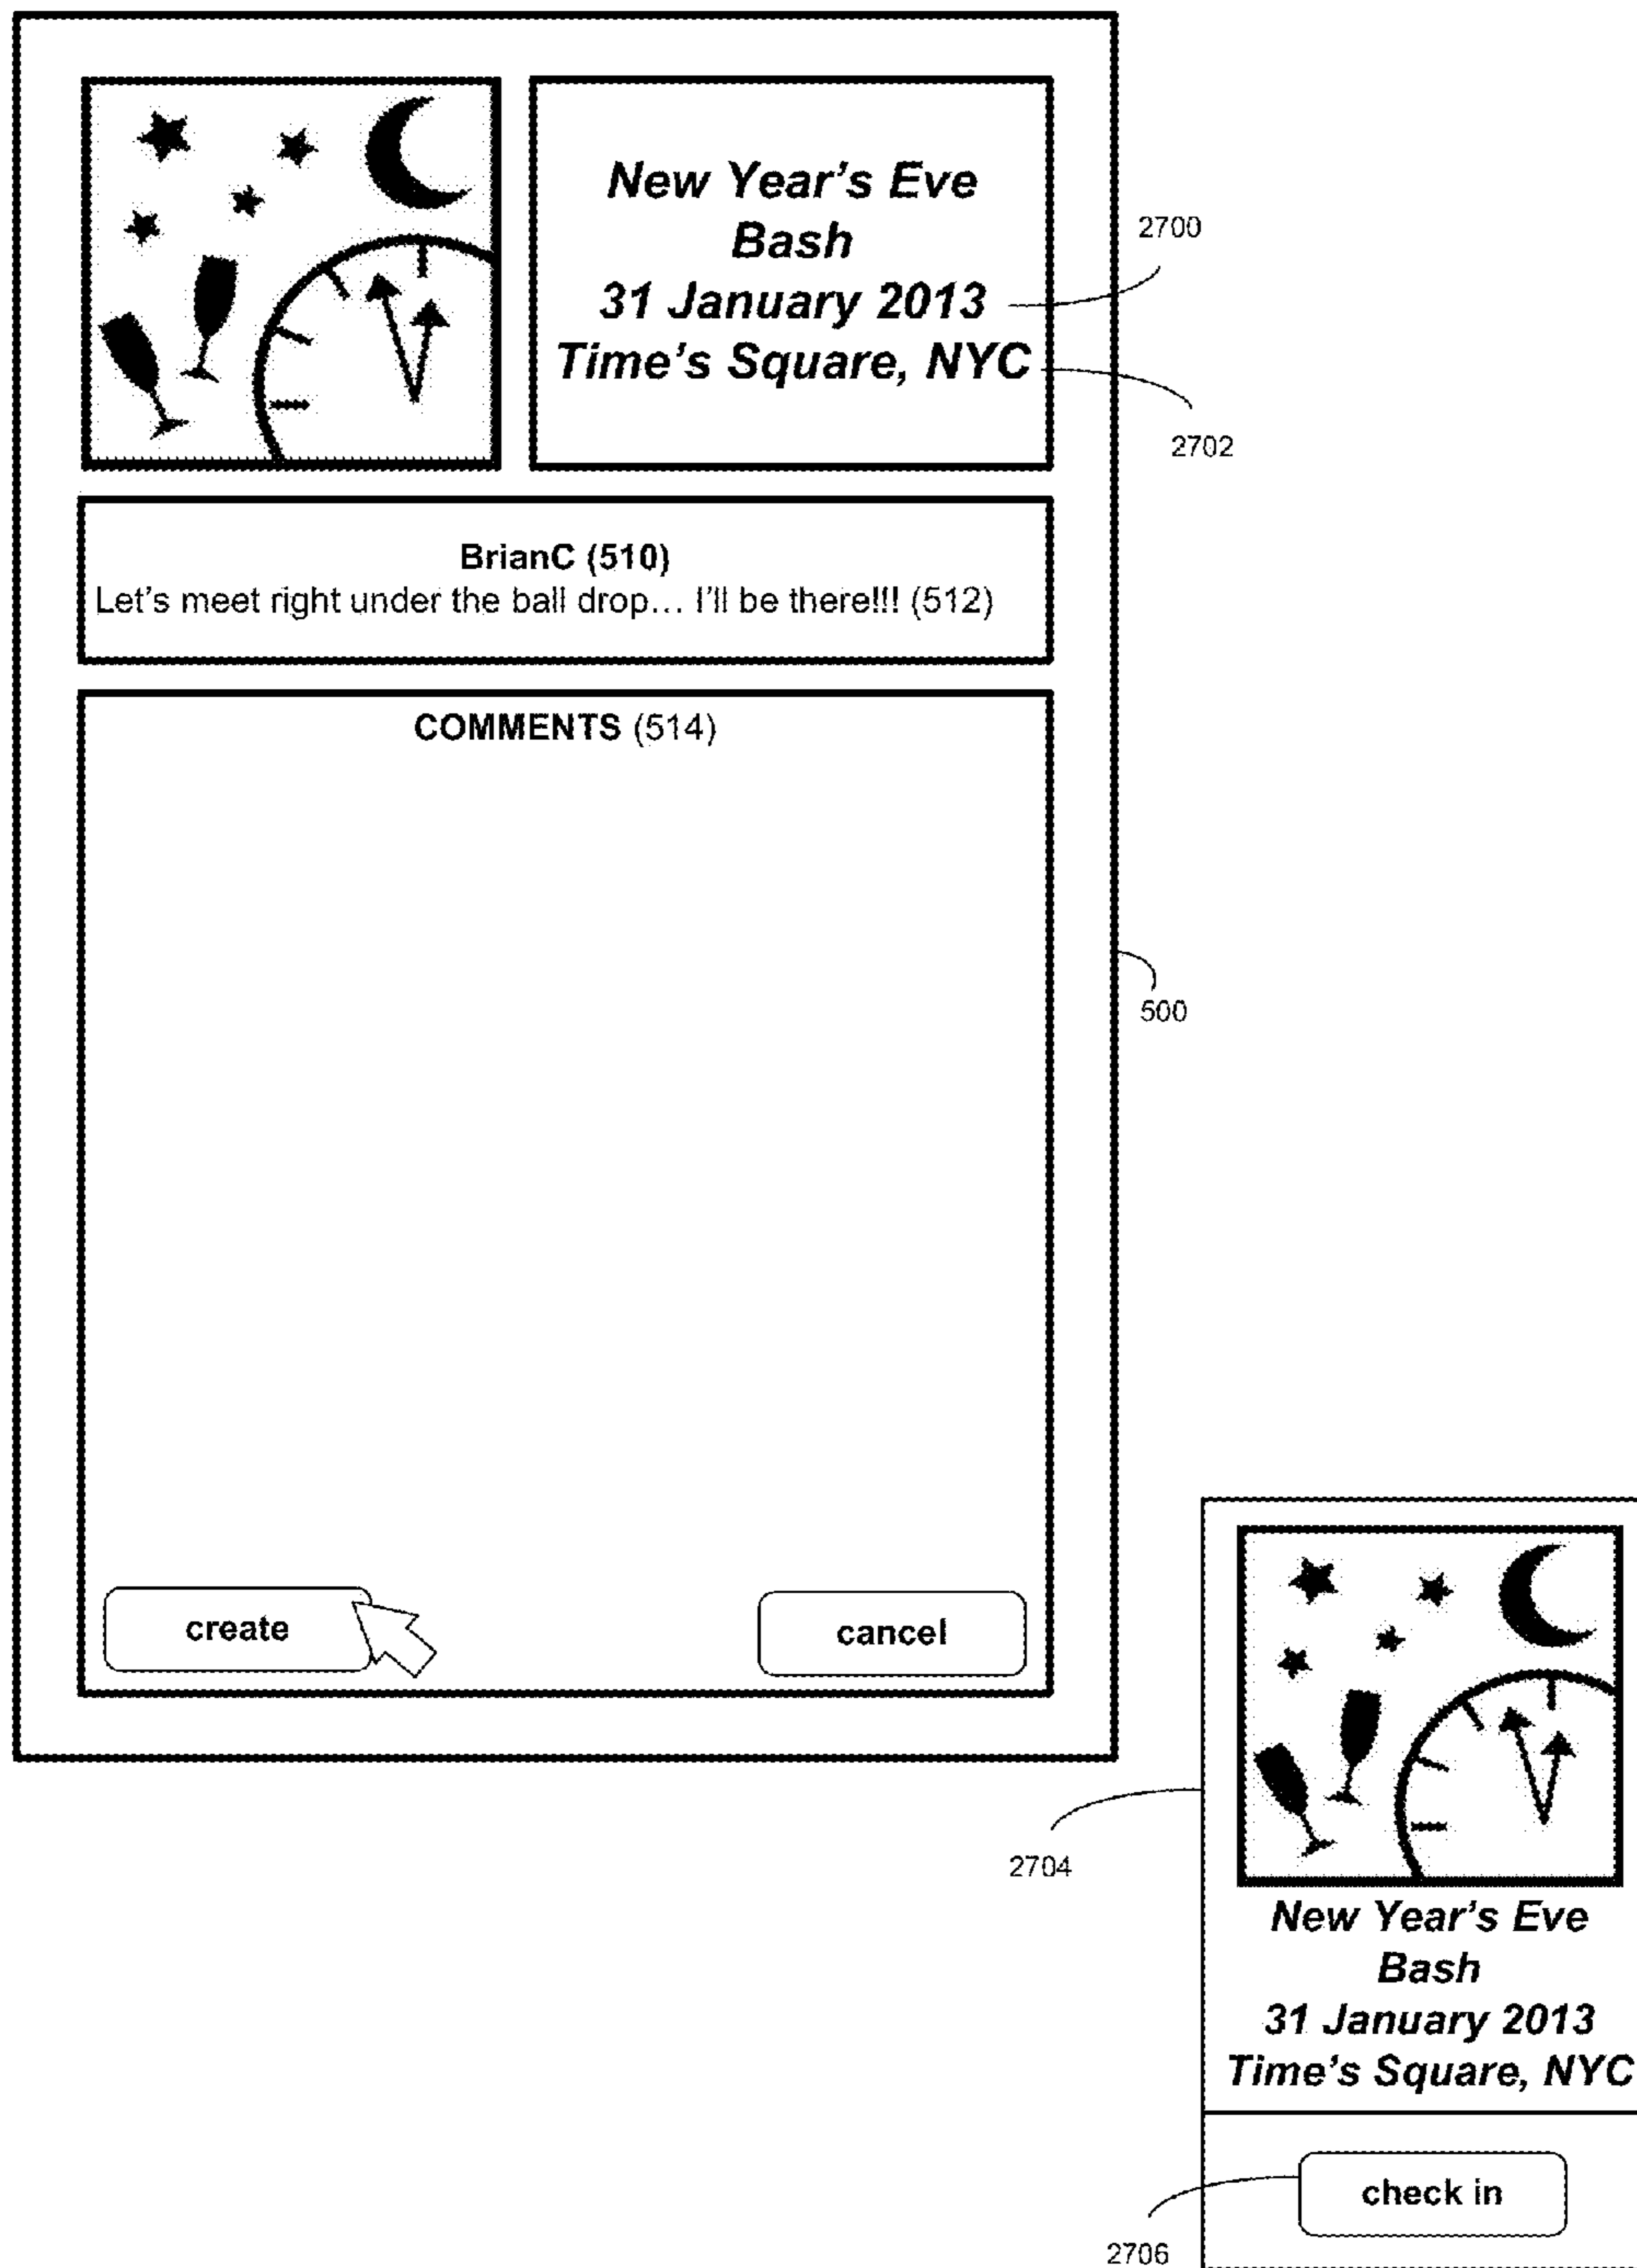 New Year's Eve
Bash
31 January 2013
Time's Square, NYC
2700
2702
BrianC (510)
Let's meet right under the ball drop... I'll be there!!! (512)
COMMENTS (514)
500
create
cancel
2704
New Year's Eve
Bash
31 January 2013
Time's Square, NYC
check in
2706